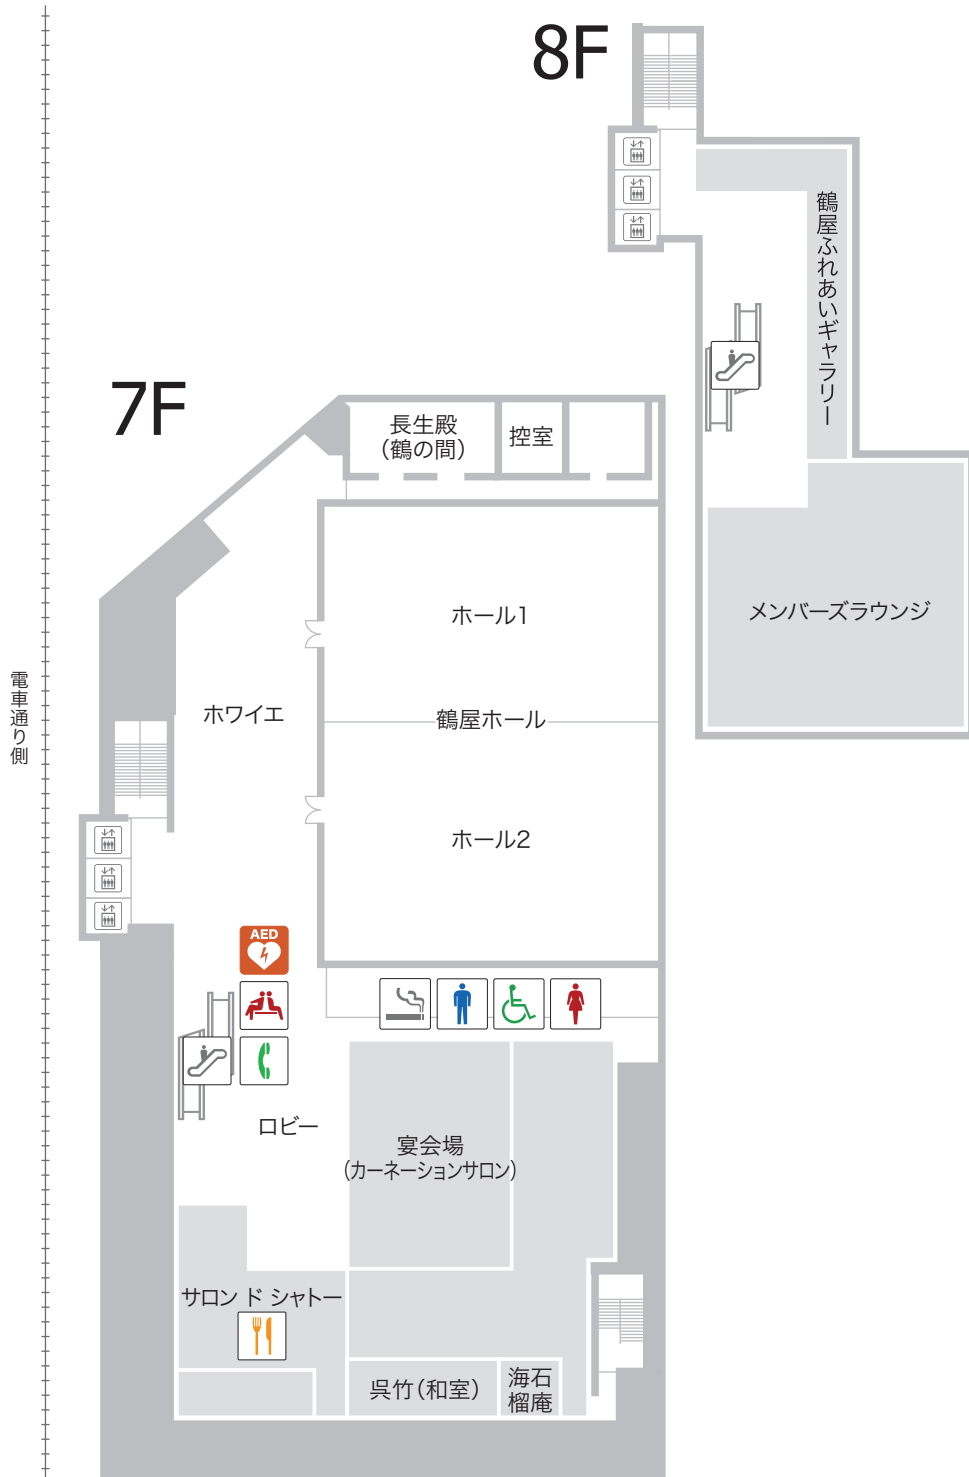 8F
鶴屋ふれあいギャラリー
メンバーズラウンジ
7F
長生殿
(鶴の間)
控室
ホール1
ホワイエ
鶴屋ホール
ホール2
電車通り側
AED
ロビー
宴会場
(カーネーションサロン)
サロン ド シャトー
呉竹(和室)
海石
榴庵